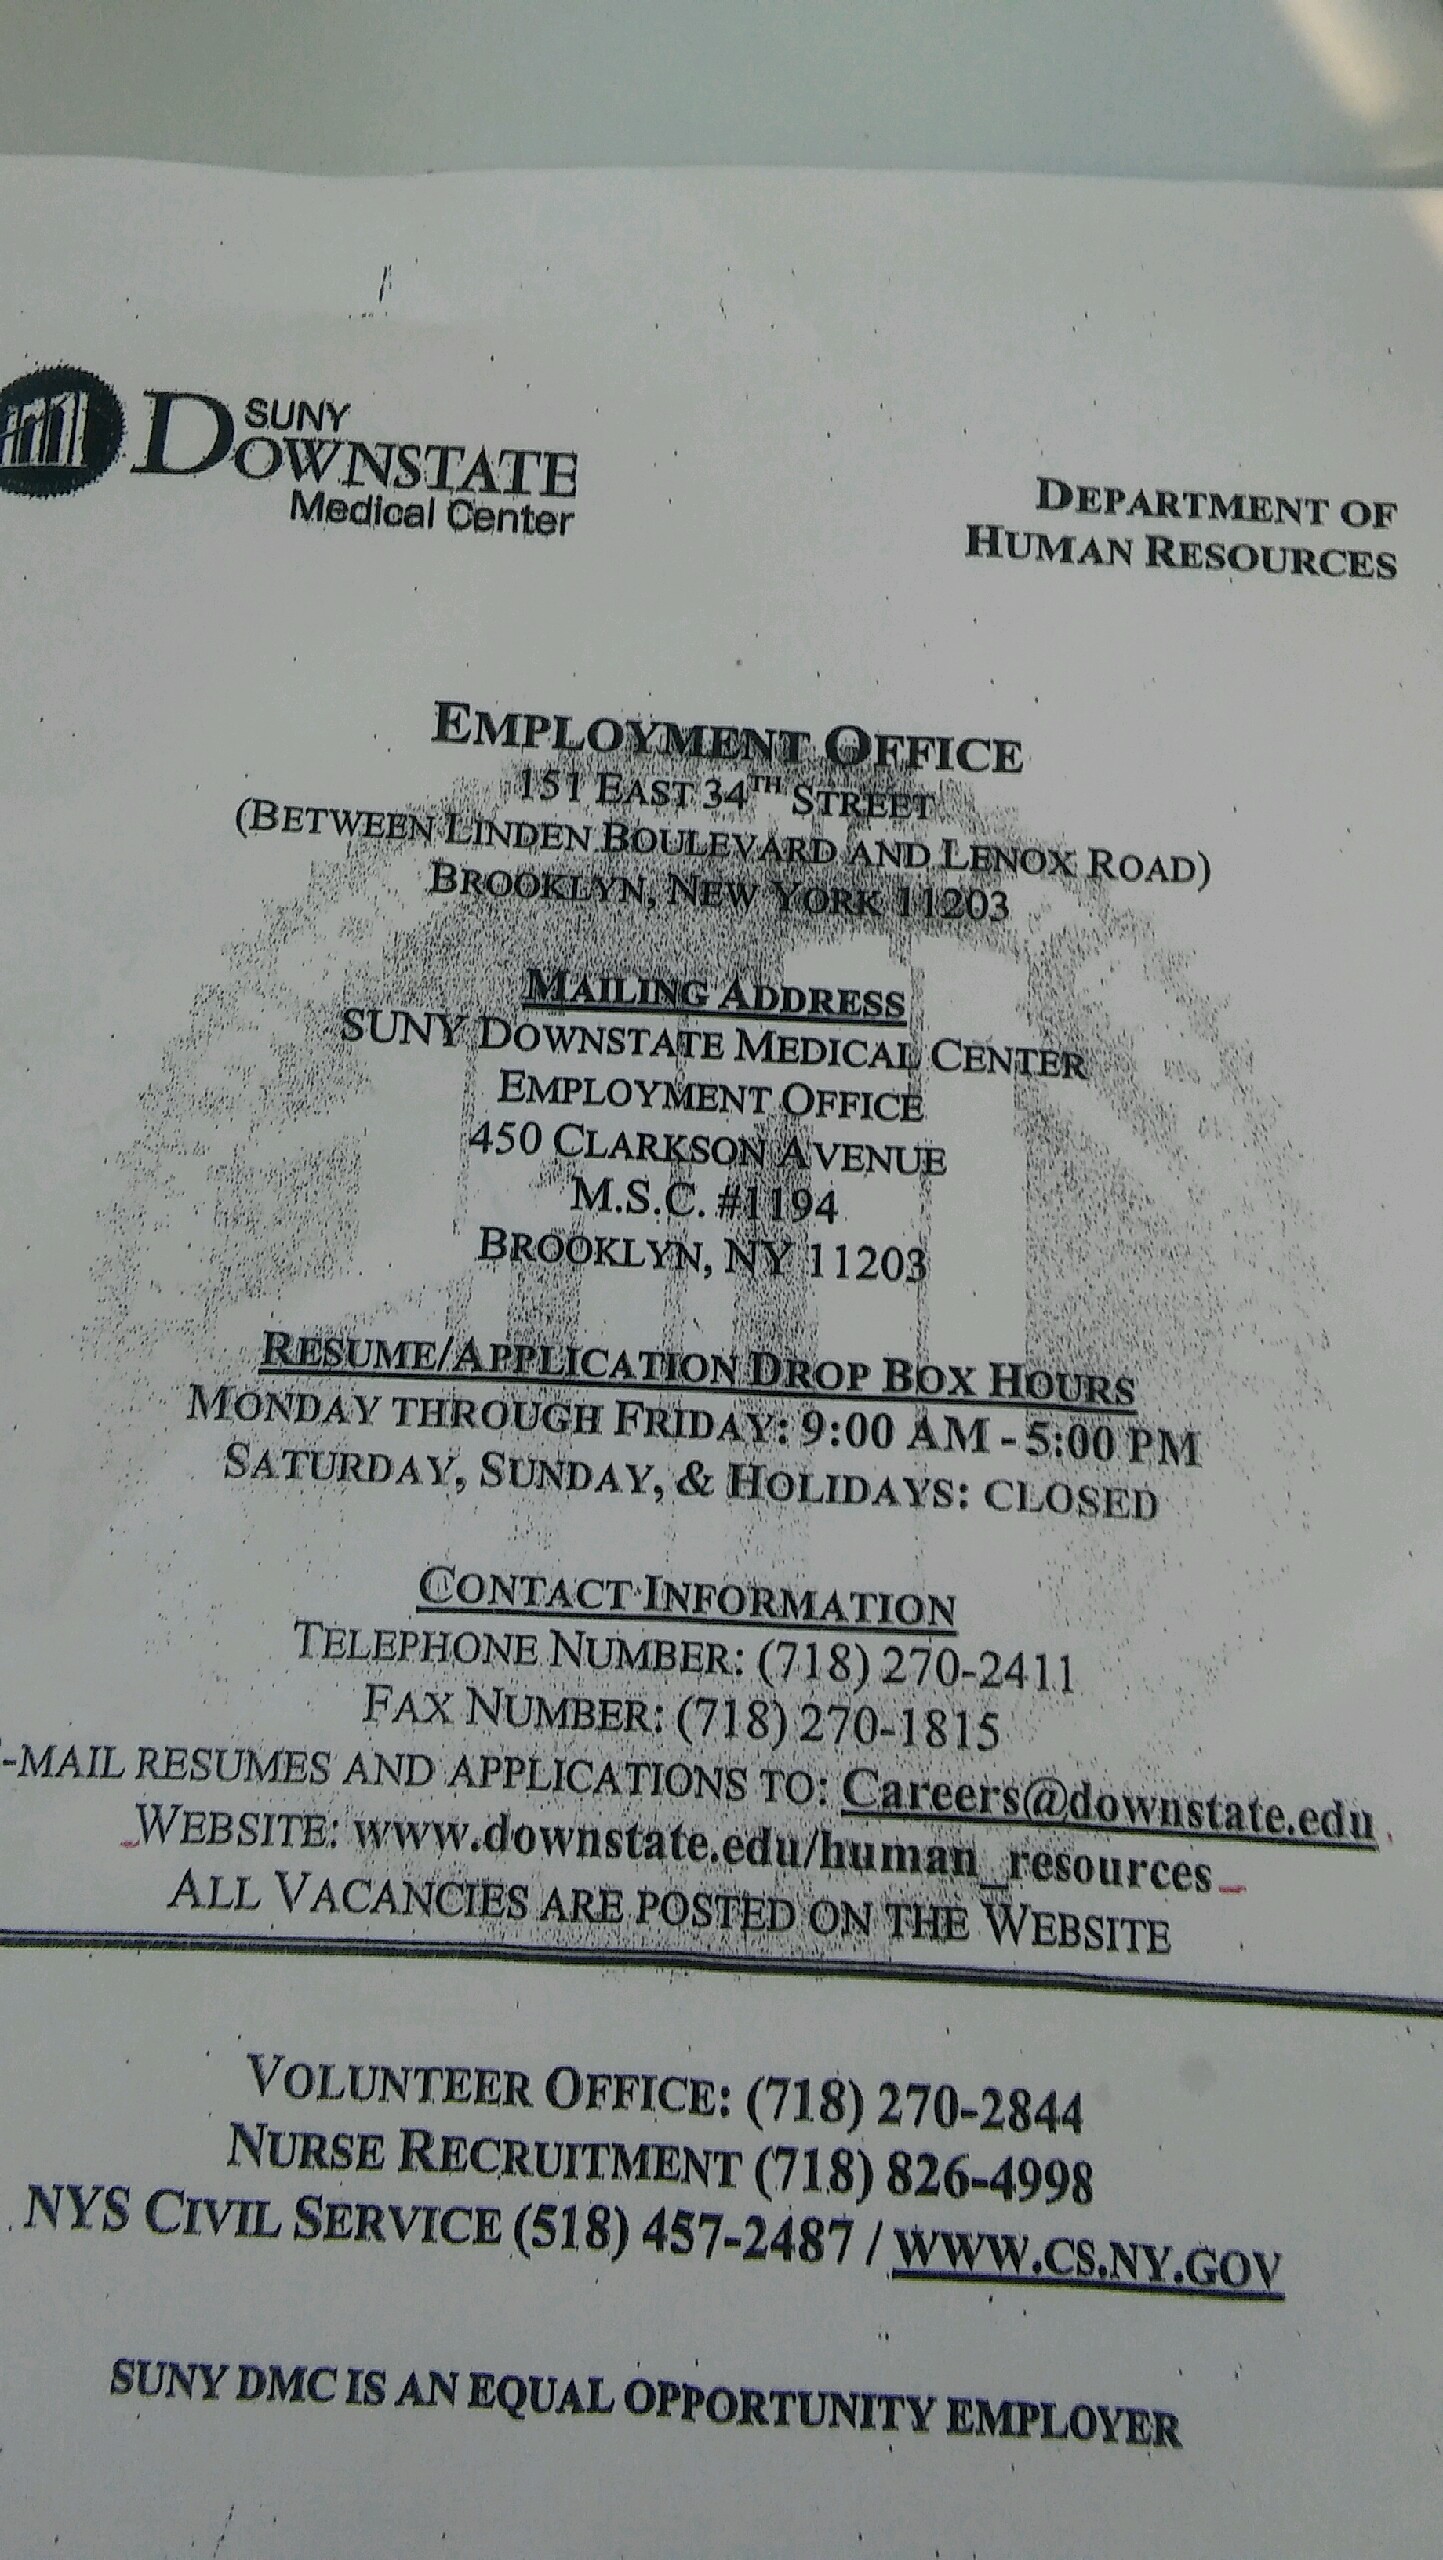 SUNY
DOWNSTATE
Medical Center
DEPARTMENT OF
HUMAN RESOURCES
EMPLOYMENT OFFICE
151 EAST 34TH STREET
(BETWEEN LINDEN BOULEVARD AND LENOX ROAD)
BROOKLYN, NEW YORK 11203
MAILING ADDRESS
SUNY DOWNSTATE MEDICAL CENTER
EMPLOYMENT OFFICE
450 CLARKSON AVENUE
M.S.C. #1194
BROOKLYN, NY 11203
RESUME/APPLICATION DROP BOX HOURS
MONDAY THROUGH FRIDAY: 9:00 AM - 5:00 PM
SATURDAY, SUNDAY, & HOLIDAYS: CLOSED
CONTACT INFORMATION
TELEPHONE NUMBER: (718) 270-2411
FAX NUMBER: (718) 270-1815
-MAIL RESUMES AND APPLICATIONS TO: Careers@downstate.edu
WEBSITE: www.downstate.edu/human_resources
ALL VACANCIES ARE POSTED ON THE WEBSITE
VOLUNTEER OFFICE: (718) 270-2844
NURSE RECRUITMENT (718) 826-4998
NYS CIVIL SERVICE (518) 457-2487 / WWW.CS.NY.GOV
SUNY DMC IS AN EQUAL OPPORTUNITY EMPLOYER